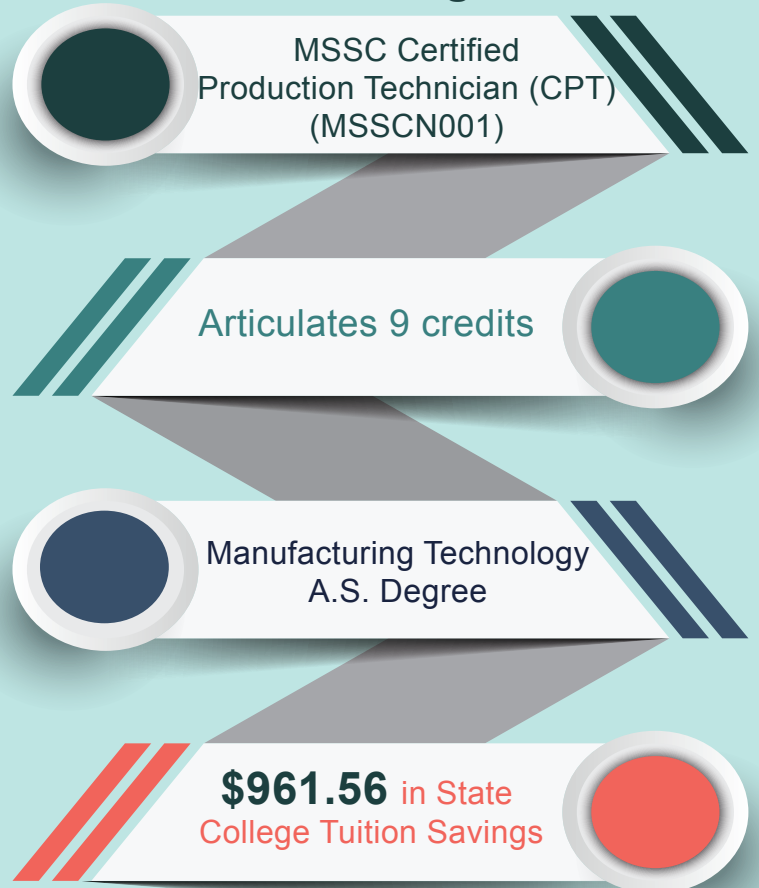 MSSC Certified
Production Technician (CPT)
(MSSCN001)
Articulates 9 credits
Manufacturing Technology
A.S. Degree
$961.56 in State
College Tuition Savings